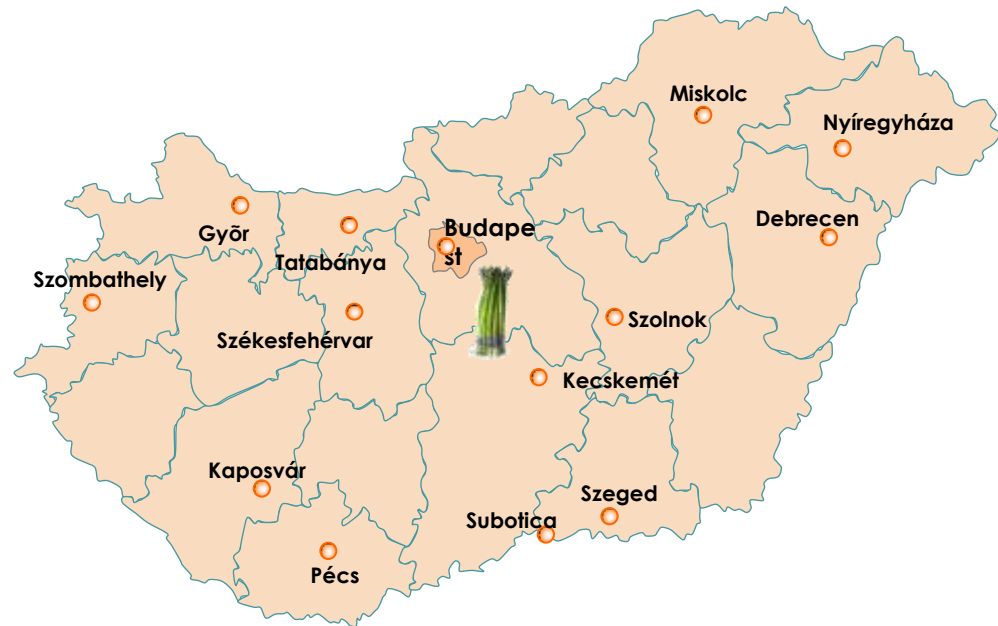 Miskolc
Nyíregyháza
Debrecen
Budape
st
Győr
Tatabánya
Szombathely
Székesfehérvar
Szolnok
Kecskemét
Kaposvár
Szeged
Subotica
Pécs